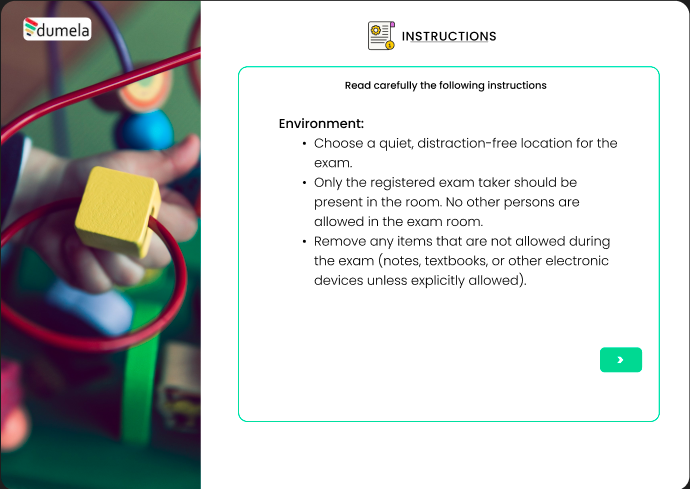 dumela
INSTRUCTIONS
Read carefully the following instructions
Environment:
• Choose a quiet, distraction-free location for the
exam.
• Only the registered exam taker should be
present in the room. No other persons are
allowed in the exam room.
• Remove any items that are not allowed during
the exam (notes, textbooks, or other electronic
devices unless explicitly allowed).
>